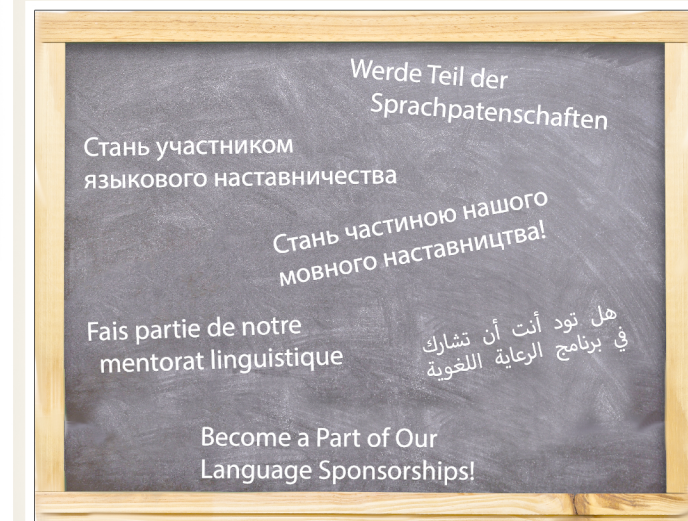 Werde Teil der
Sprachpatenschaften
Стань участником
языкового наставничества
Стань частиною нашого
мовного наставництва!
Fais partie de notre
mentorat linguistique
هل تود أنت أن تشارك
في برنامج الرعاية اللغوية
Become a Part of Our
Language Sponsorships!